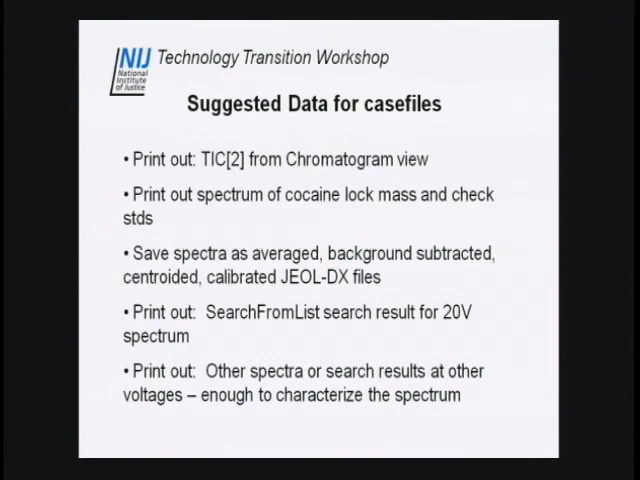 NIJ Technology Transition Workshop
National
Institute
of Justice
Suggested Data for casefiles
• Print out: TIC[2] from Chromatogram view
• Print out spectrum of cocaine lock mass and check
stds
• Save spectra as averaged, background subtracted,
centroided, calibrated JEOL-DX files
• Print out:  SearchFromList search result for 20V
spectrum
• Print out:  Other spectra or search results at other
voltages – enough to characterize the spectrum